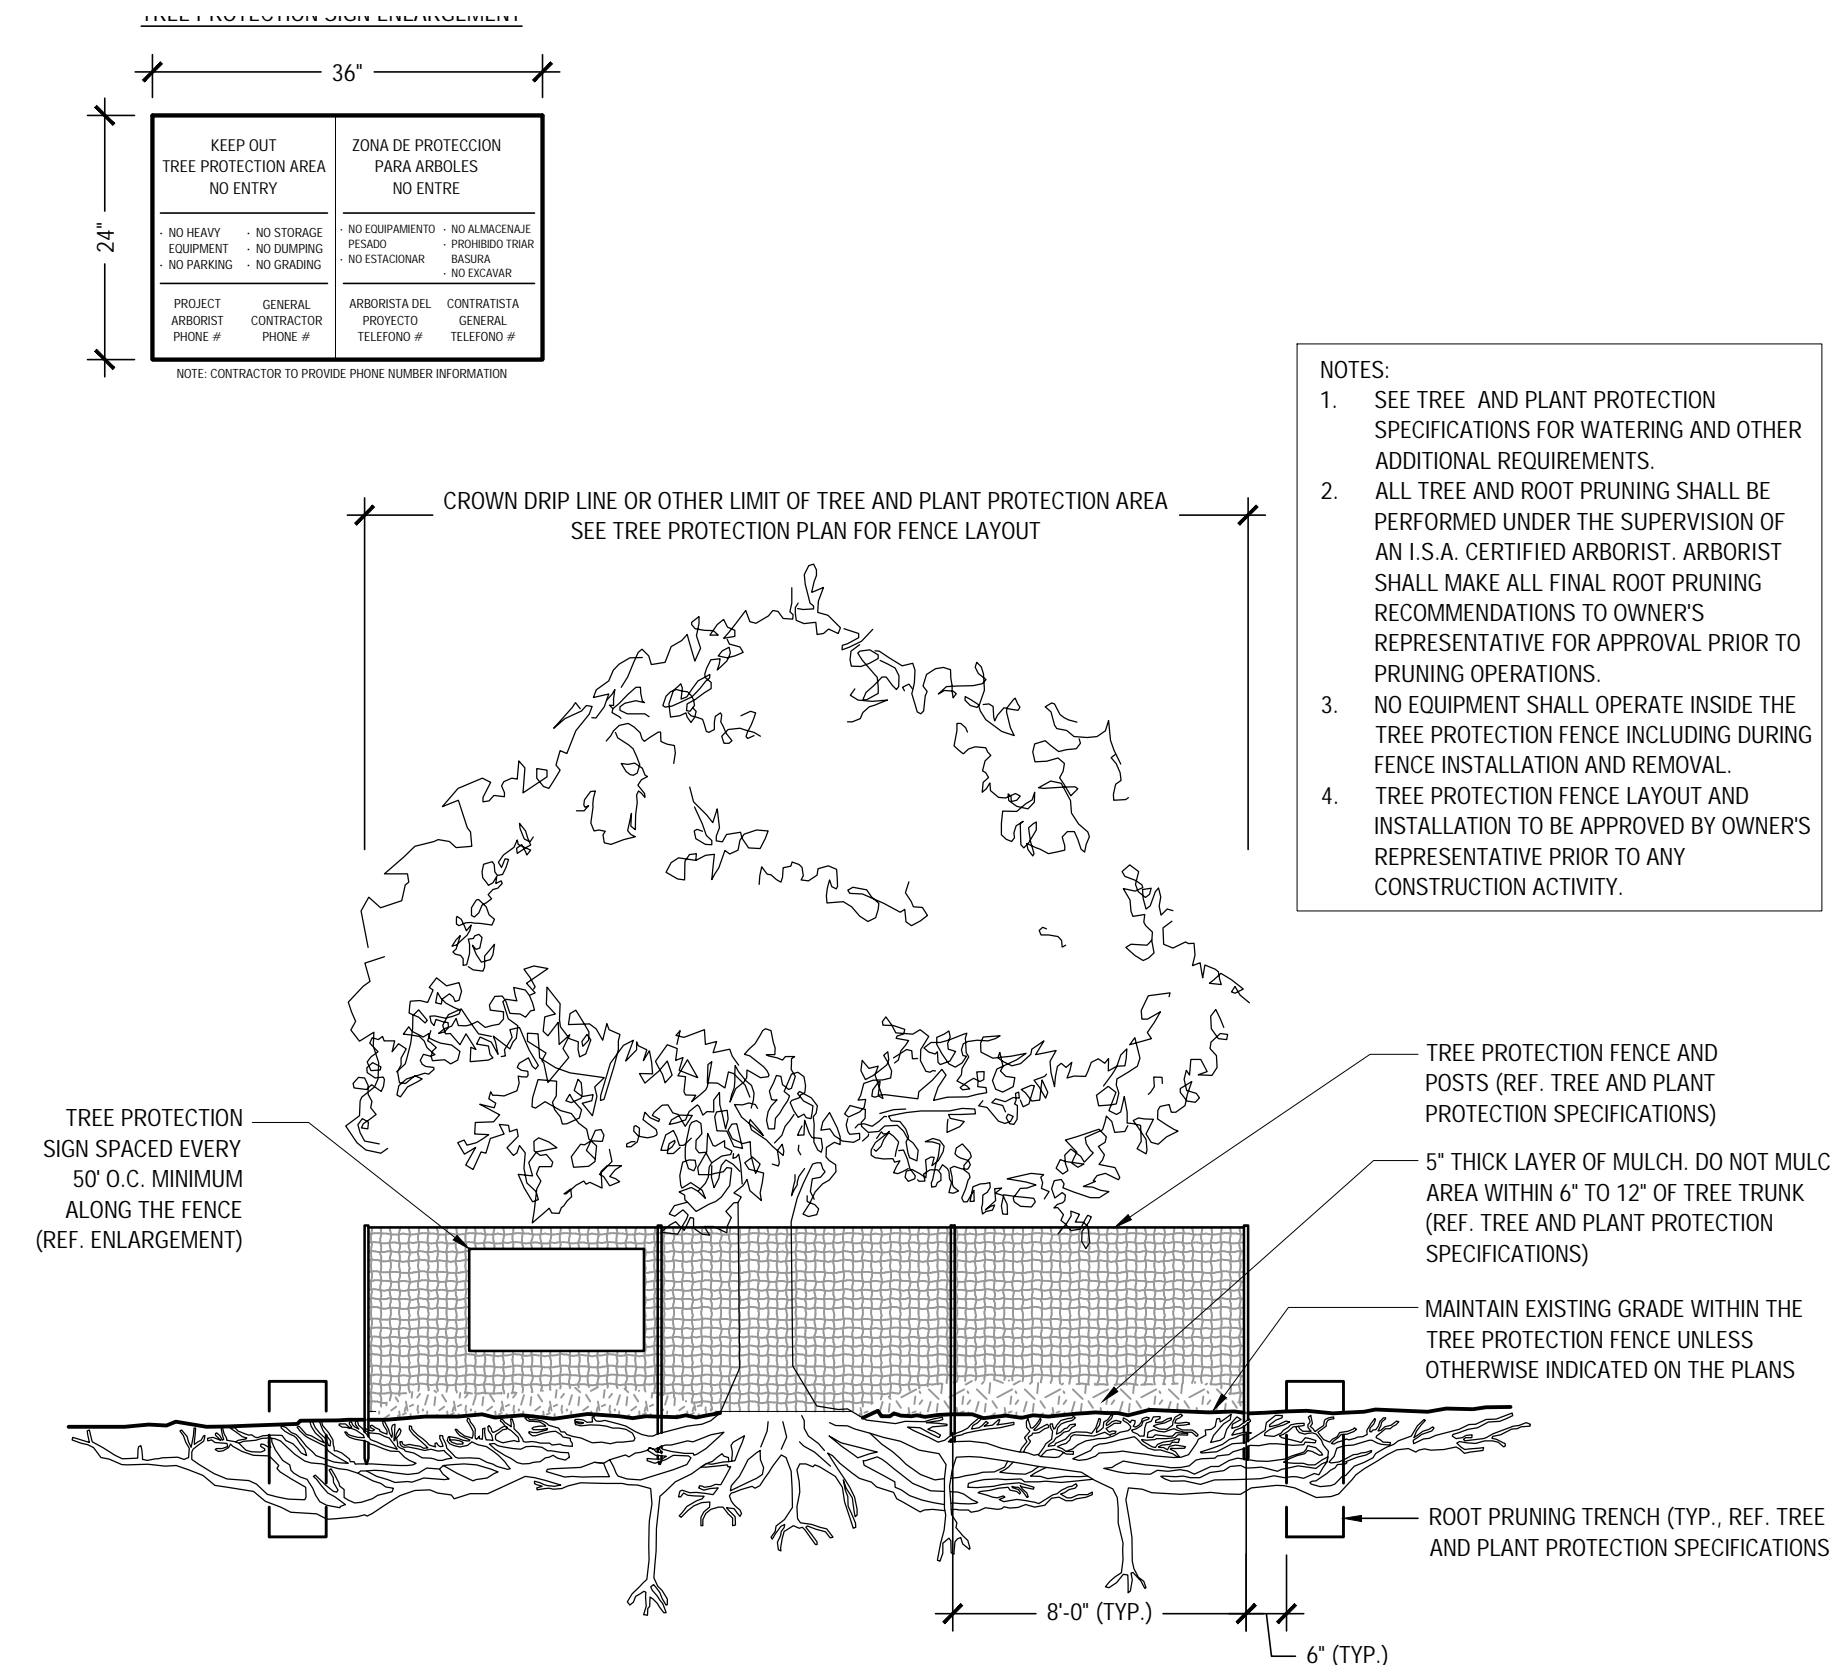 TREE PROTECTION SIGN ENLARGEMENT
36"
24"
KEEP OUT
TREE PROTECTION AREA
NO ENTRY
· NO HEAVY
EQUIPMENT
· NO PARKING
· NO STORAGE
· NO DUMPING
· NO GRADING
PROJECT
ARBORIST
PHONE #
GENERAL
CONTRACTOR
PHONE #
ZONA DE PROTECCION
PARA ARBOLES
NO ENTRE
· NO EQUIPAMIENTO
PESADO
· NO ESTACIONAR
· NO ALMACENAJE
· PROHIBIDO TRIAR
BASURA
· NO EXCAVAR
ARBORISTA DEL
PROYECTO
TELEFONO #
CONTRATISTA
GENERAL
TELEFONO #
NOTE: CONTRACTOR TO PROVIDE PHONE NUMBER INFORMATION
NOTES:
1. SEE TREE AND PLANT PROTECTION
SPECIFICATIONS FOR WATERING AND OTHER
ADDITIONAL REQUIREMENTS.
2. ALL TREE AND ROOT PRUNING SHALL BE
PERFORMED UNDER THE SUPERVISION OF
AN I.S.A. CERTIFIED ARBORIST. ARBORIST
SHALL MAKE ALL FINAL ROOT PRUNING
RECOMMENDATIONS TO OWNER'S
REPRESENTATIVE FOR APPROVAL PRIOR TO
PRUNING OPERATIONS.
3. NO EQUIPMENT SHALL OPERATE INSIDE THE
TREE PROTECTION FENCE INCLUDING DURING
FENCE INSTALLATION AND REMOVAL.
4. TREE PROTECTION FENCE LAYOUT AND
INSTALLATION TO BE APPROVED BY OWNER'S
REPRESENTATIVE PRIOR TO ANY
CONSTRUCTION ACTIVITY.
CROWN DRIP LINE OR OTHER LIMIT OF TREE AND PLANT PROTECTION AREA
SEE TREE PROTECTION PLAN FOR FENCE LAYOUT
TREE PROTECTION
SIGN SPACED EVERY
50' O.C. MINIMUM
ALONG THE FENCE
(REF. ENLARGEMENT)
TREE PROTECTION FENCE AND
POSTS (REF. TREE AND PLANT
PROTECTION SPECIFICATIONS)
5" THICK LAYER OF MULCH. DO NOT MULC
AREA WITHIN 6" TO 12" OF TREE TRUNK
(REF. TREE AND PLANT PROTECTION
SPECIFICATIONS)
MAINTAIN EXISTING GRADE WITHIN THE
TREE PROTECTION FENCE UNLESS
OTHERWISE INDICATED ON THE PLANS
ROOT PRUNING TRENCH (TYP., REF. TREE
AND PLANT PROTECTION SPECIFICATIONS
8'-0" (TYP.)
6" (TYP.)